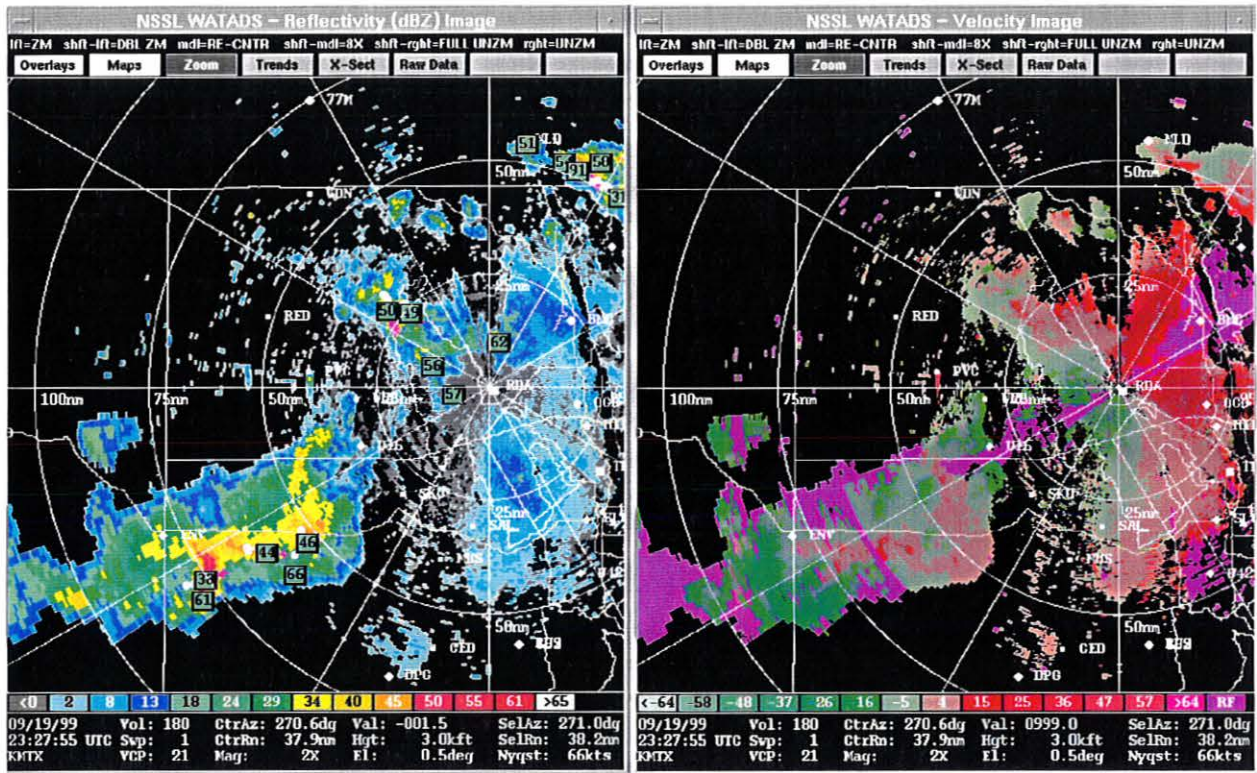 NSSL WATADS – Reflectivity (dBZ) Image
lft=ZM shft-lft=DBL ZM mdl=RE-CNTR shft-mdl=8X shft-rght=FULL UNZM rght=UNZM
Overlays Maps Zoom Trends X-Sect Raw Data
77M
51
91 58
50nm
31
CDN
25nm
RED
50 49
62
56
57
RDA
100nm 75nm 50nm
25nm
SAL
ENV
44 46
33 66
61
50nm
CED
DPG
<0 2 8 13 18 24 29 34 40 45 50 55 61 >65
09/19/99 Vol: 180 CtrAz: 270.6dg Val: -001.5 SelAz: 271.0dg
23:27:55 UTC Swp: 1 CtrRn: 37.9nm Hgt: 3.0kft SelRn: 38.2nm
KMTX VCP: 21 Mag: 2X El: 0.5deg Nyqst: 66kts
NSSL WATADS – Velocity Image
lft=ZM shft-lft=DBL ZM mdl=RE-CNTR shft-mdl=8X shft-rght=FULL UNZM rght=UNZM
Overlays Maps Zoom Trends X-Sect Raw Data
77M
50nm
CDN
25nm
RED
PVC
RDA
100nm 75nm 50nm
SKU
25nm
SAL
ENV
50nm
CED
DPG
<-64 -58 -48 -37 26 16 -5 4 15 25 36 47 57 >64 RF
09/19/99 Vol: 180 CtrAz: 270.6dg Val: 0999.0 SelAz: 271.0dg
23:27:55 UTC Swp: 1 CtrRn: 37.9nm Hgt: 3.0kft SelRn: 38.2nm
KMTX VCP: 21 Mag: 2X El: 0.5deg Nyqst: 66kts